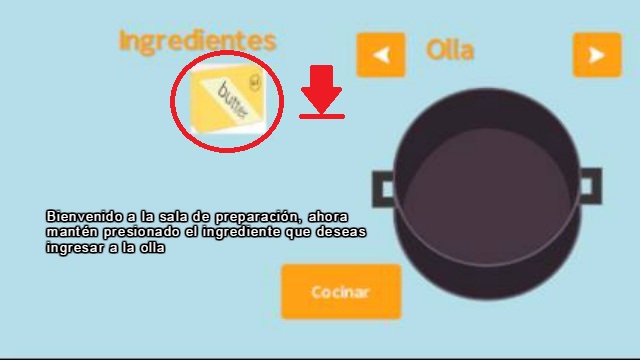 Ingredientes
Olla
butter
Bienvenido a la sala de preparación, ahora
mantén presionado el ingrediente que deseas
ingresar a la olla
Cocinar